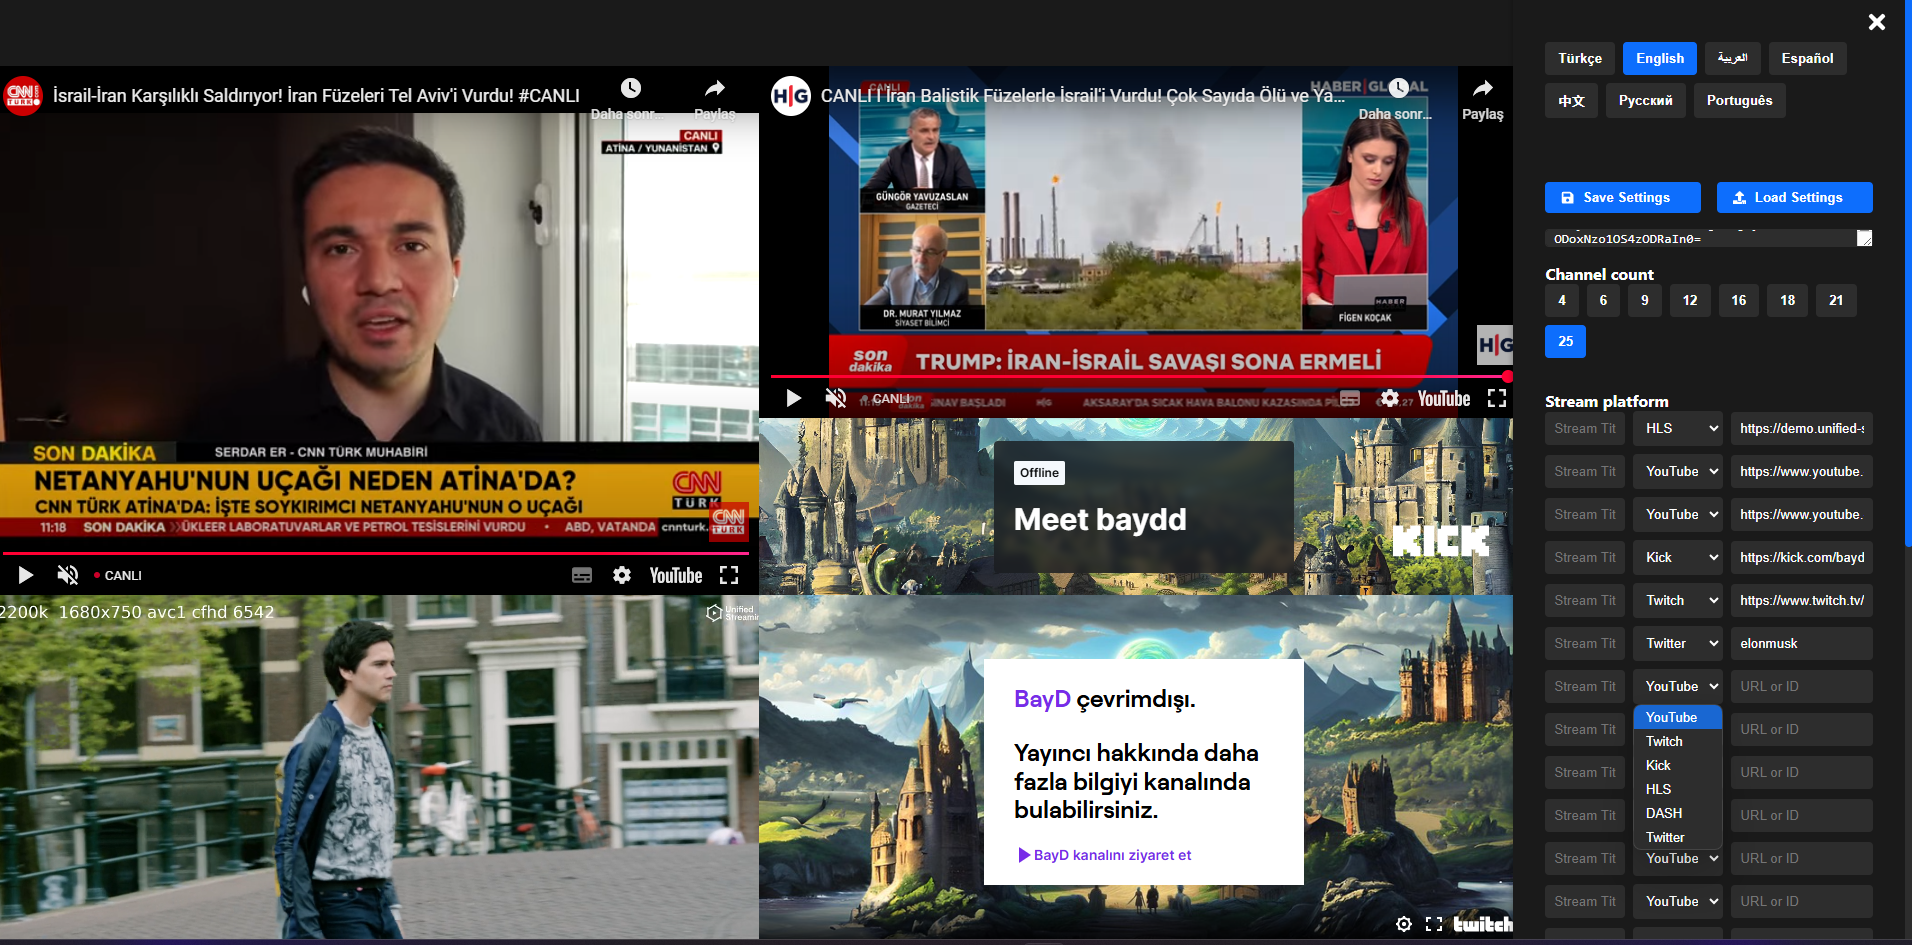 CNN
TÜRK
İsrail-İran Karşılıklı Saldırıyor! İran Füzeleri Tel Aviv'i Vurdu! #CANLI
Daha sonr...
Paylaş
CANLI
ATİNA / YUNANİSTAN
SON DAKİKA
SERDAR ER - CNN TÜRK MUHABİRİ
NETANYAHU'NUN UÇAĞI NEDEN ATİNA'DA?
CNN TÜRK ATİNA'DA: İŞTE SOYKIRIMCI NETANYAHU'NUN O UÇAĞI
CNN
TÜRK
11:18 SON DAKİKA ÜKLEER LABORATUVARLAR VE PETROL TESİSLERİNİ VURDU • ABD, VATANDA cnnturk.
CNN
TÜRK
CANLI
YouTube
H|G
CANLI I İran Balistik Füzelerle İsrail'i Vurdu! Çok Sayıda Ölü ve Ya...
Daha sonr...
Paylaş
CANLI
HABER|GLOBAL
GÜNGÖR YAVUZASLAN
GAZETECİ
DR. MURAT YILMAZ
SİYASET BİLİMCİ
HABER
FİGEN KOÇAK
H|G
son
dakika
TRUMP: İRAN-İSRAİL SAVAŞI SONA ERMELİ
CANLI
SINAV BAŞLADI H|G AKSARAY'DA SICAK HAVA BALONU KAZASINDA
YouTube
Offline
Meet baydd
KICK
2200k 1680x750 avc1 cfhd 6542
Unified
Streaming
BayD çevrimdışı.
Yayıncı hakkında daha
fazla bilgiyi kanalında
bulabilirsiniz.
BayD kanalını ziyaret et
twitch
Türkçe
English
العربية
Español
中文
Русский
Português
Save Settings
Load Settings
ODoxNzo1OS4zODRaIn0=
Channel count
4 6 9 12 16 18 21
25
Stream platform
Stream Tit HLS https://demo.unified-s
Stream Tit YouTube https://www.youtube.
Stream Tit YouTube https://www.youtube.
Stream Tit Kick https://kick.com/bayd
Stream Tit Twitch https://www.twitch.tv/
Stream Tit Twitter elonmusk
Stream Tit YouTube URL or ID
YouTube
Twitch
Kick
HLS
DASH
Twitter
Stream Tit URL or ID
Stream Tit URL or ID
Stream Tit URL or ID
Stream Tit YouTube URL or ID
Stream Tit YouTube URL or ID